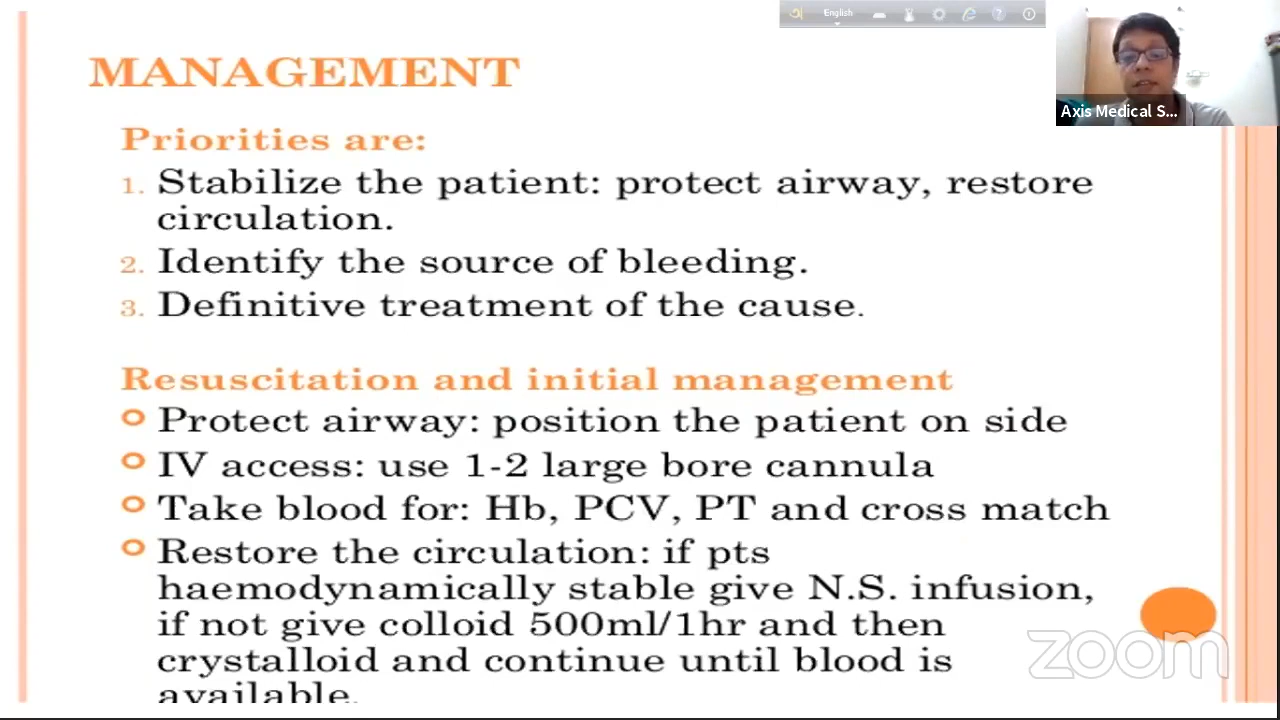 English
MANAGEMENT
Axis Medical S...
Priorities are:
1. Stabilize the patient: protect airway, restore
circulation.
2. Identify the source of bleeding.
3. Definitive treatment of the cause.
Resuscitation and initial management
Protect airway: position the patient on side
IV access: use 1-2 large bore cannula
Take blood for: Hb, PCV, PT and cross match
Restore the circulation: if pts
haemodynamically stable give N.S. infusion,
if not give colloid 500ml/1hr and then
crystalloid and continue until blood is
available.
zoom